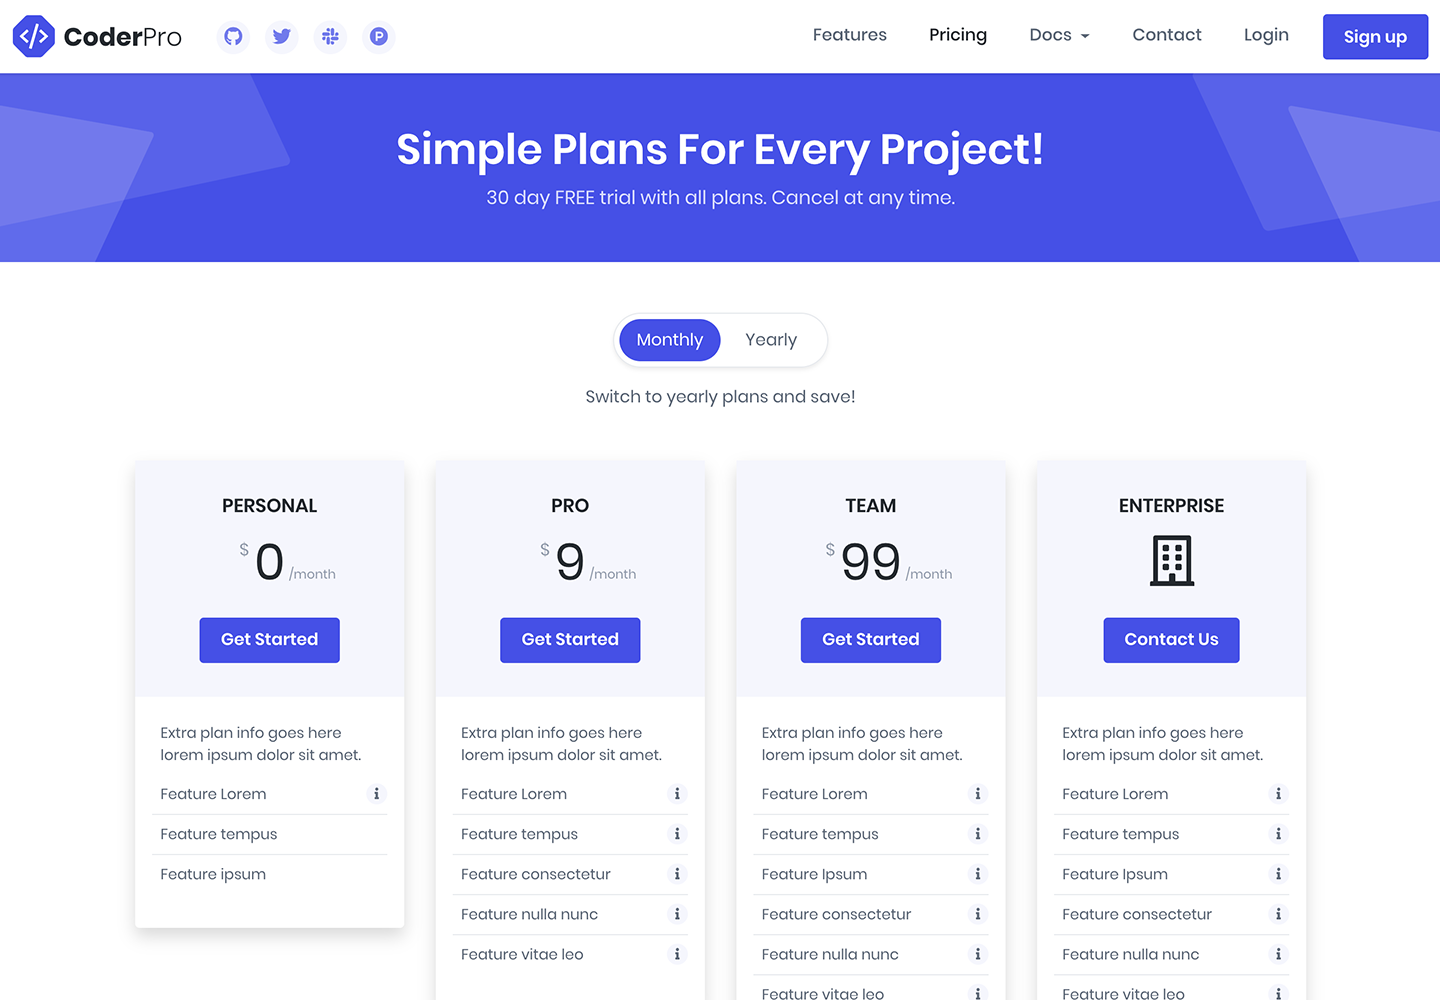 CoderPro
Features
Pricing
Docs
Contact
Login
Sign up
Simple Plans For Every Project!
30 day FREE trial with all plans. Cancel at any time.
Monthly
Yearly
Switch to yearly plans and save!
PERSONAL
$0/month
Get Started
Extra plan info goes here
lorem ipsum dolor sit amet.
Feature Lorem
Feature tempus
Feature ipsum
PRO
$9/month
Get Started
Extra plan info goes here
lorem ipsum dolor sit amet.
Feature Lorem
Feature tempus
Feature consectetur
Feature nulla nunc
Feature vitae leo
TEAM
$99/month
Get Started
Extra plan info goes here
lorem ipsum dolor sit amet.
Feature Lorem
Feature tempus
Feature Ipsum
Feature consectetur
Feature nulla nunc
Feature vitae leo
ENTERPRISE
Contact Us
Extra plan info goes here
lorem ipsum dolor sit amet.
Feature Lorem
Feature tempus
Feature Ipsum
Feature consectetur
Feature nulla nunc
Feature vitae leo